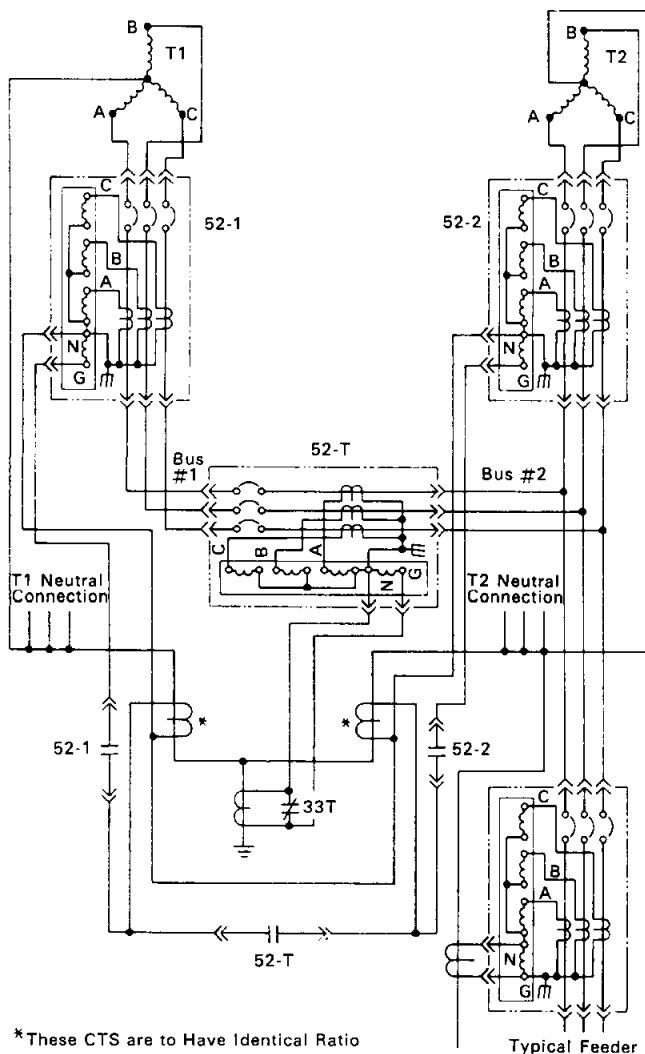 B
T1
A
C
B
T2
A
C
C
B
A
N
G
52-1
52-2
C
B
A
N
G
Bus
#1
52-T
Bus #2
C
B
A
N
G
T1 Neutral
Connection
T2 Neutral
Connection
*
*
52-1
52-2
33T
52-T
C
B
A
N
G
*These CTS are to Have Identical Ratio
Typical Feeder